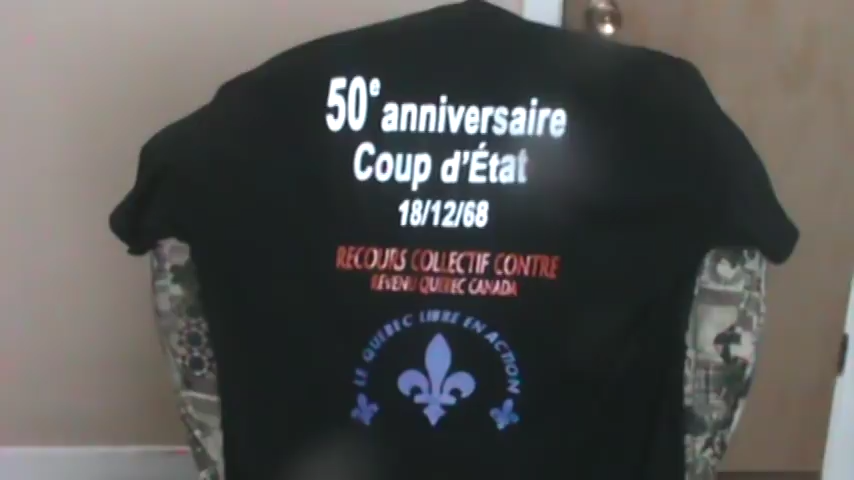 50e anniversaire
Coup d'État
18/12/68
RECOURS COLLECTIF CONTRE
REVENU QUEBEC CANADA
LE QUEBEC LIBRE EN ACTION